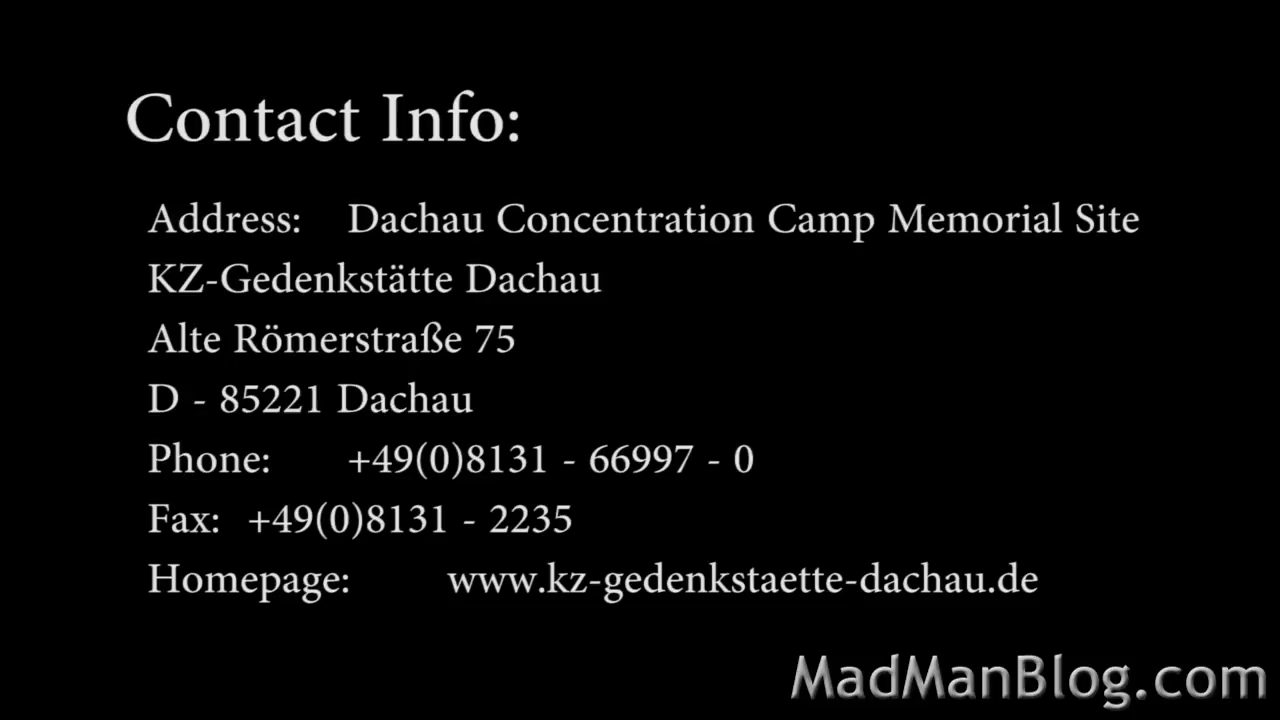 Contact Info:
Address: Dachau Concentration Camp Memorial Site
KZ-Gedenkstätte Dachau
Alte Römerstraße 75
D - 85221 Dachau
Phone: +49(0)8131 - 66997 - 0
Fax: +49(0)8131 - 2235
Homepage: www.kz-gedenkstaette-dachau.de
MadManBlog.com